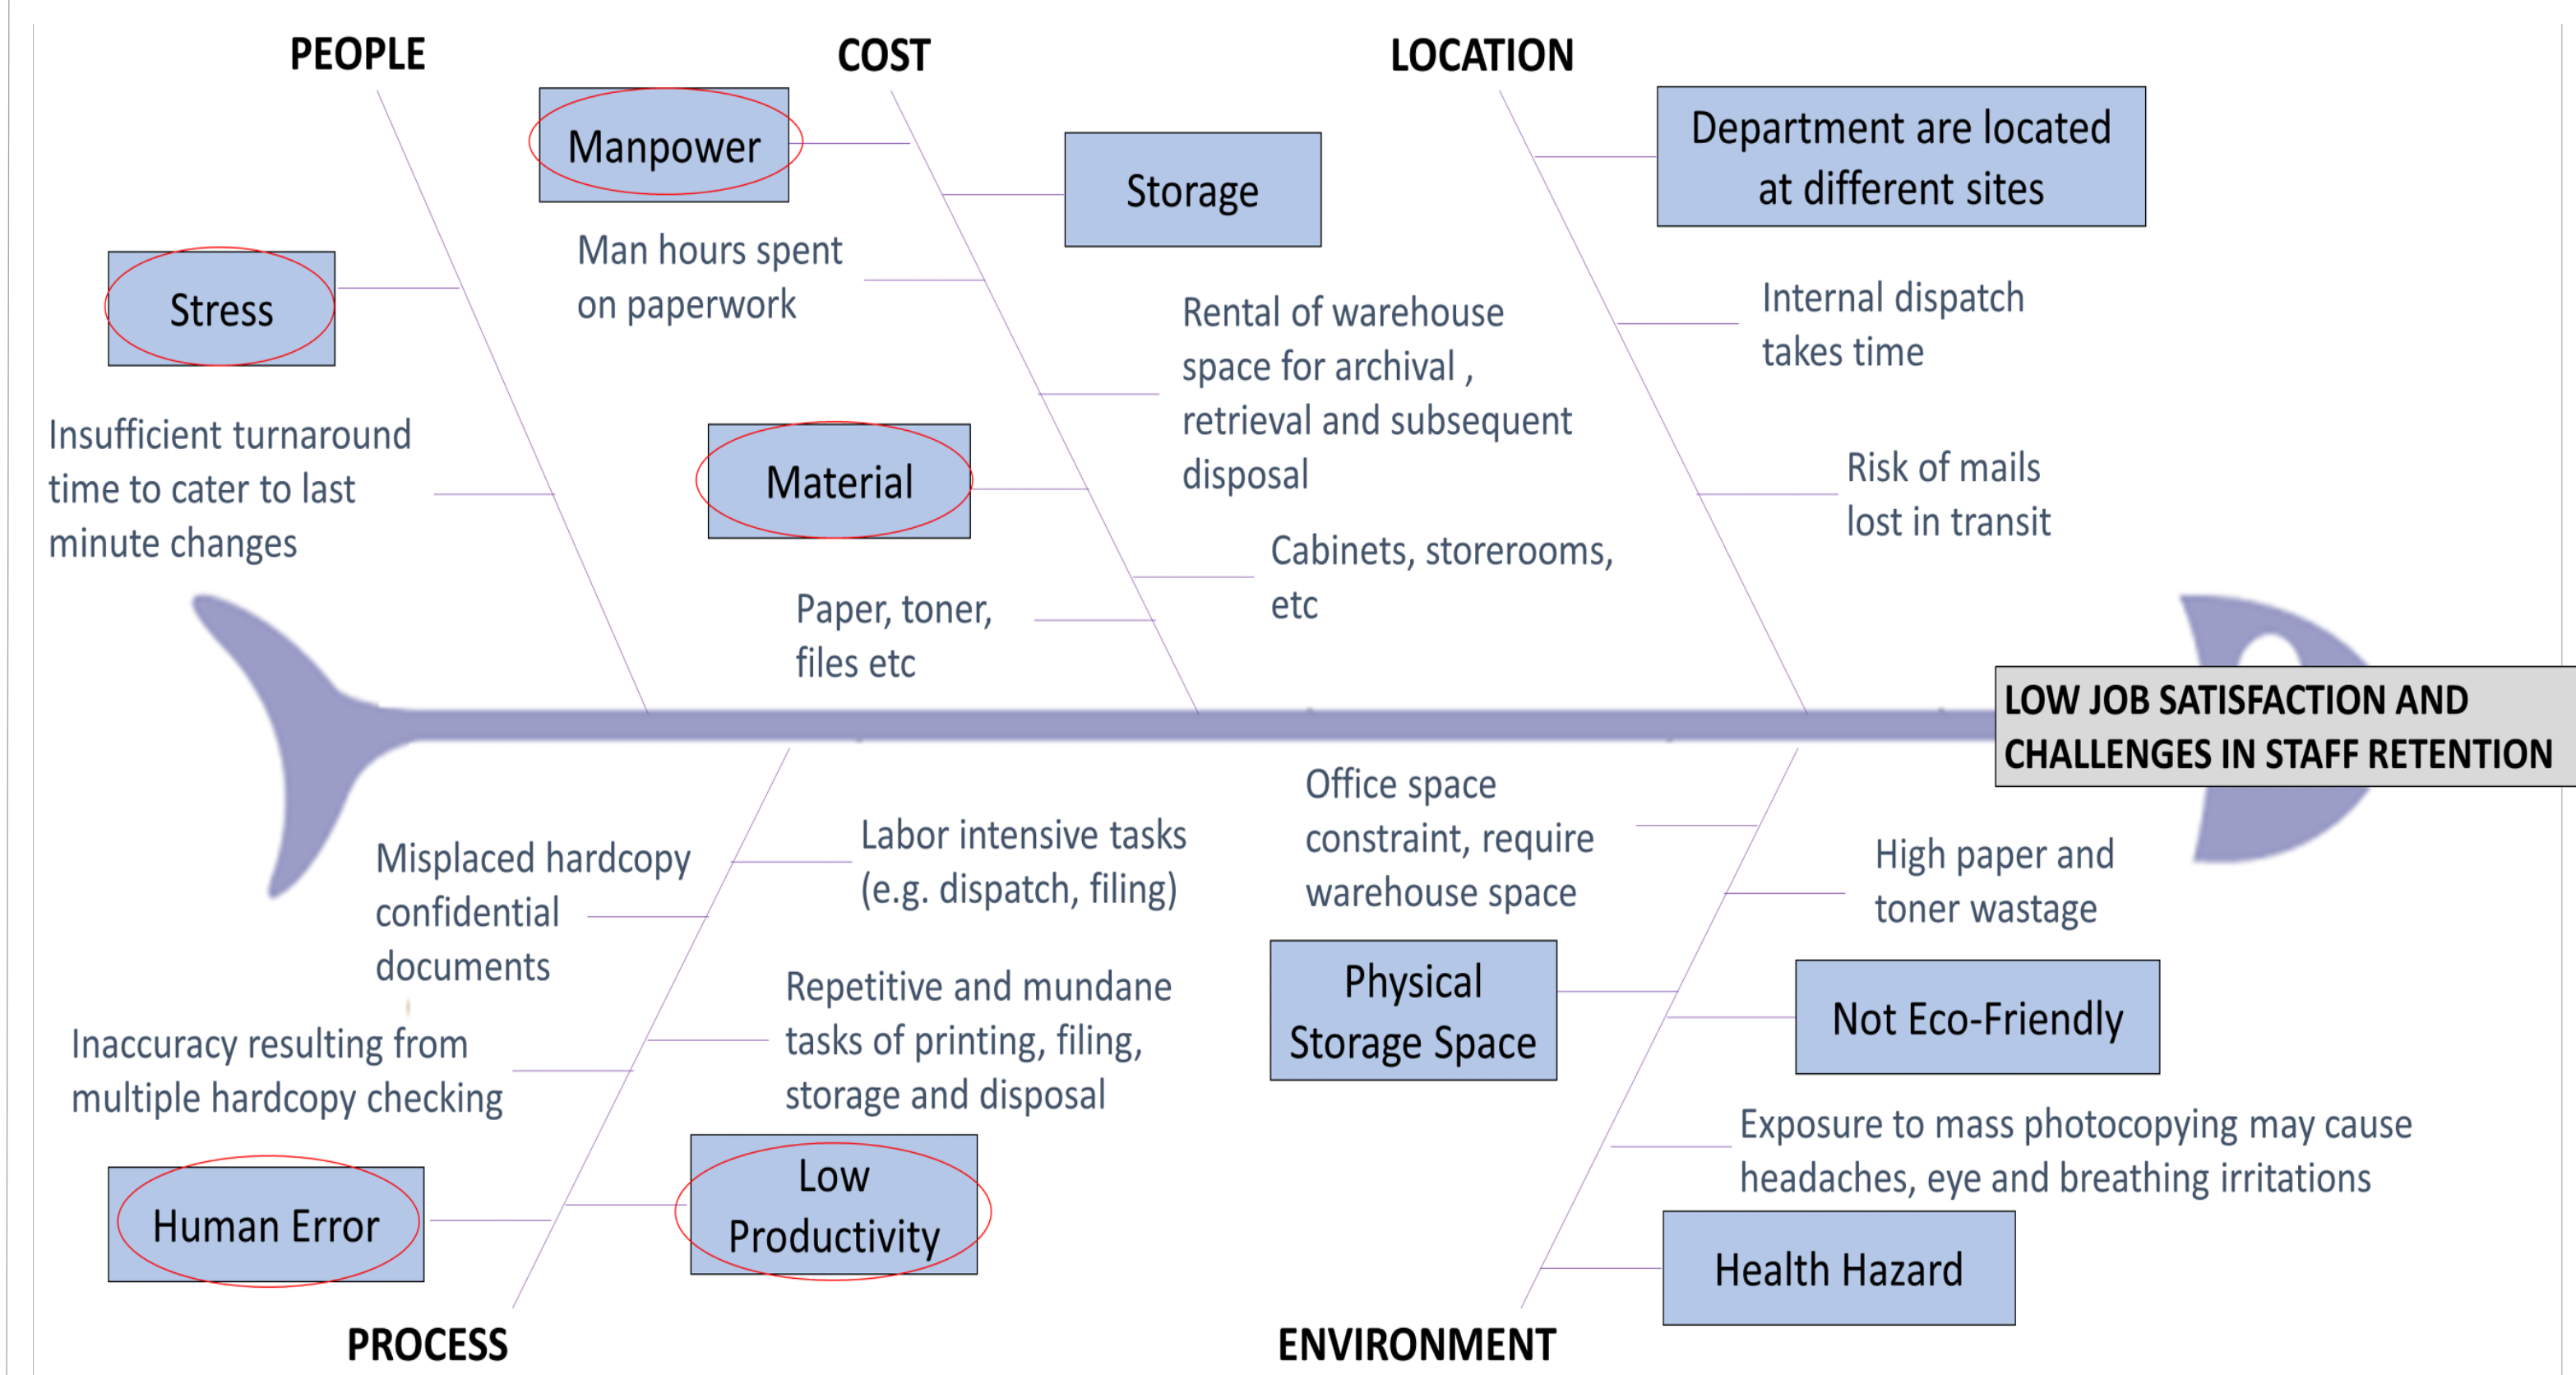 PEOPLE
COST
LOCATION
Manpower
Storage
Department are located
at different sites
Man hours spent
on paperwork
Stress
Rental of warehouse
space for archival ,
retrieval and subsequent
disposal
Internal dispatch
takes time
Insufficient turnaround
time to cater to last
minute changes
Material
Risk of mails
lost in transit
Cabinets, storerooms,
etc
Paper, toner,
files etc
LOW JOB SATISFACTION AND
CHALLENGES IN STAFF RETENTION
Misplaced hardcopy
confidential
documents
Labor intensive tasks
(e.g. dispatch, filing)
Office space
constraint, require
warehouse space
High paper and
toner wastage
Inaccuracy resulting from
multiple hardcopy checking
Repetitive and mundane
tasks of printing, filing,
storage and disposal
Physical
Storage Space
Not Eco-Friendly
Human Error
Low
Productivity
Exposure to mass photocopying may cause
headaches, eye and breathing irritations
Health Hazard
PROCESS
ENVIRONMENT